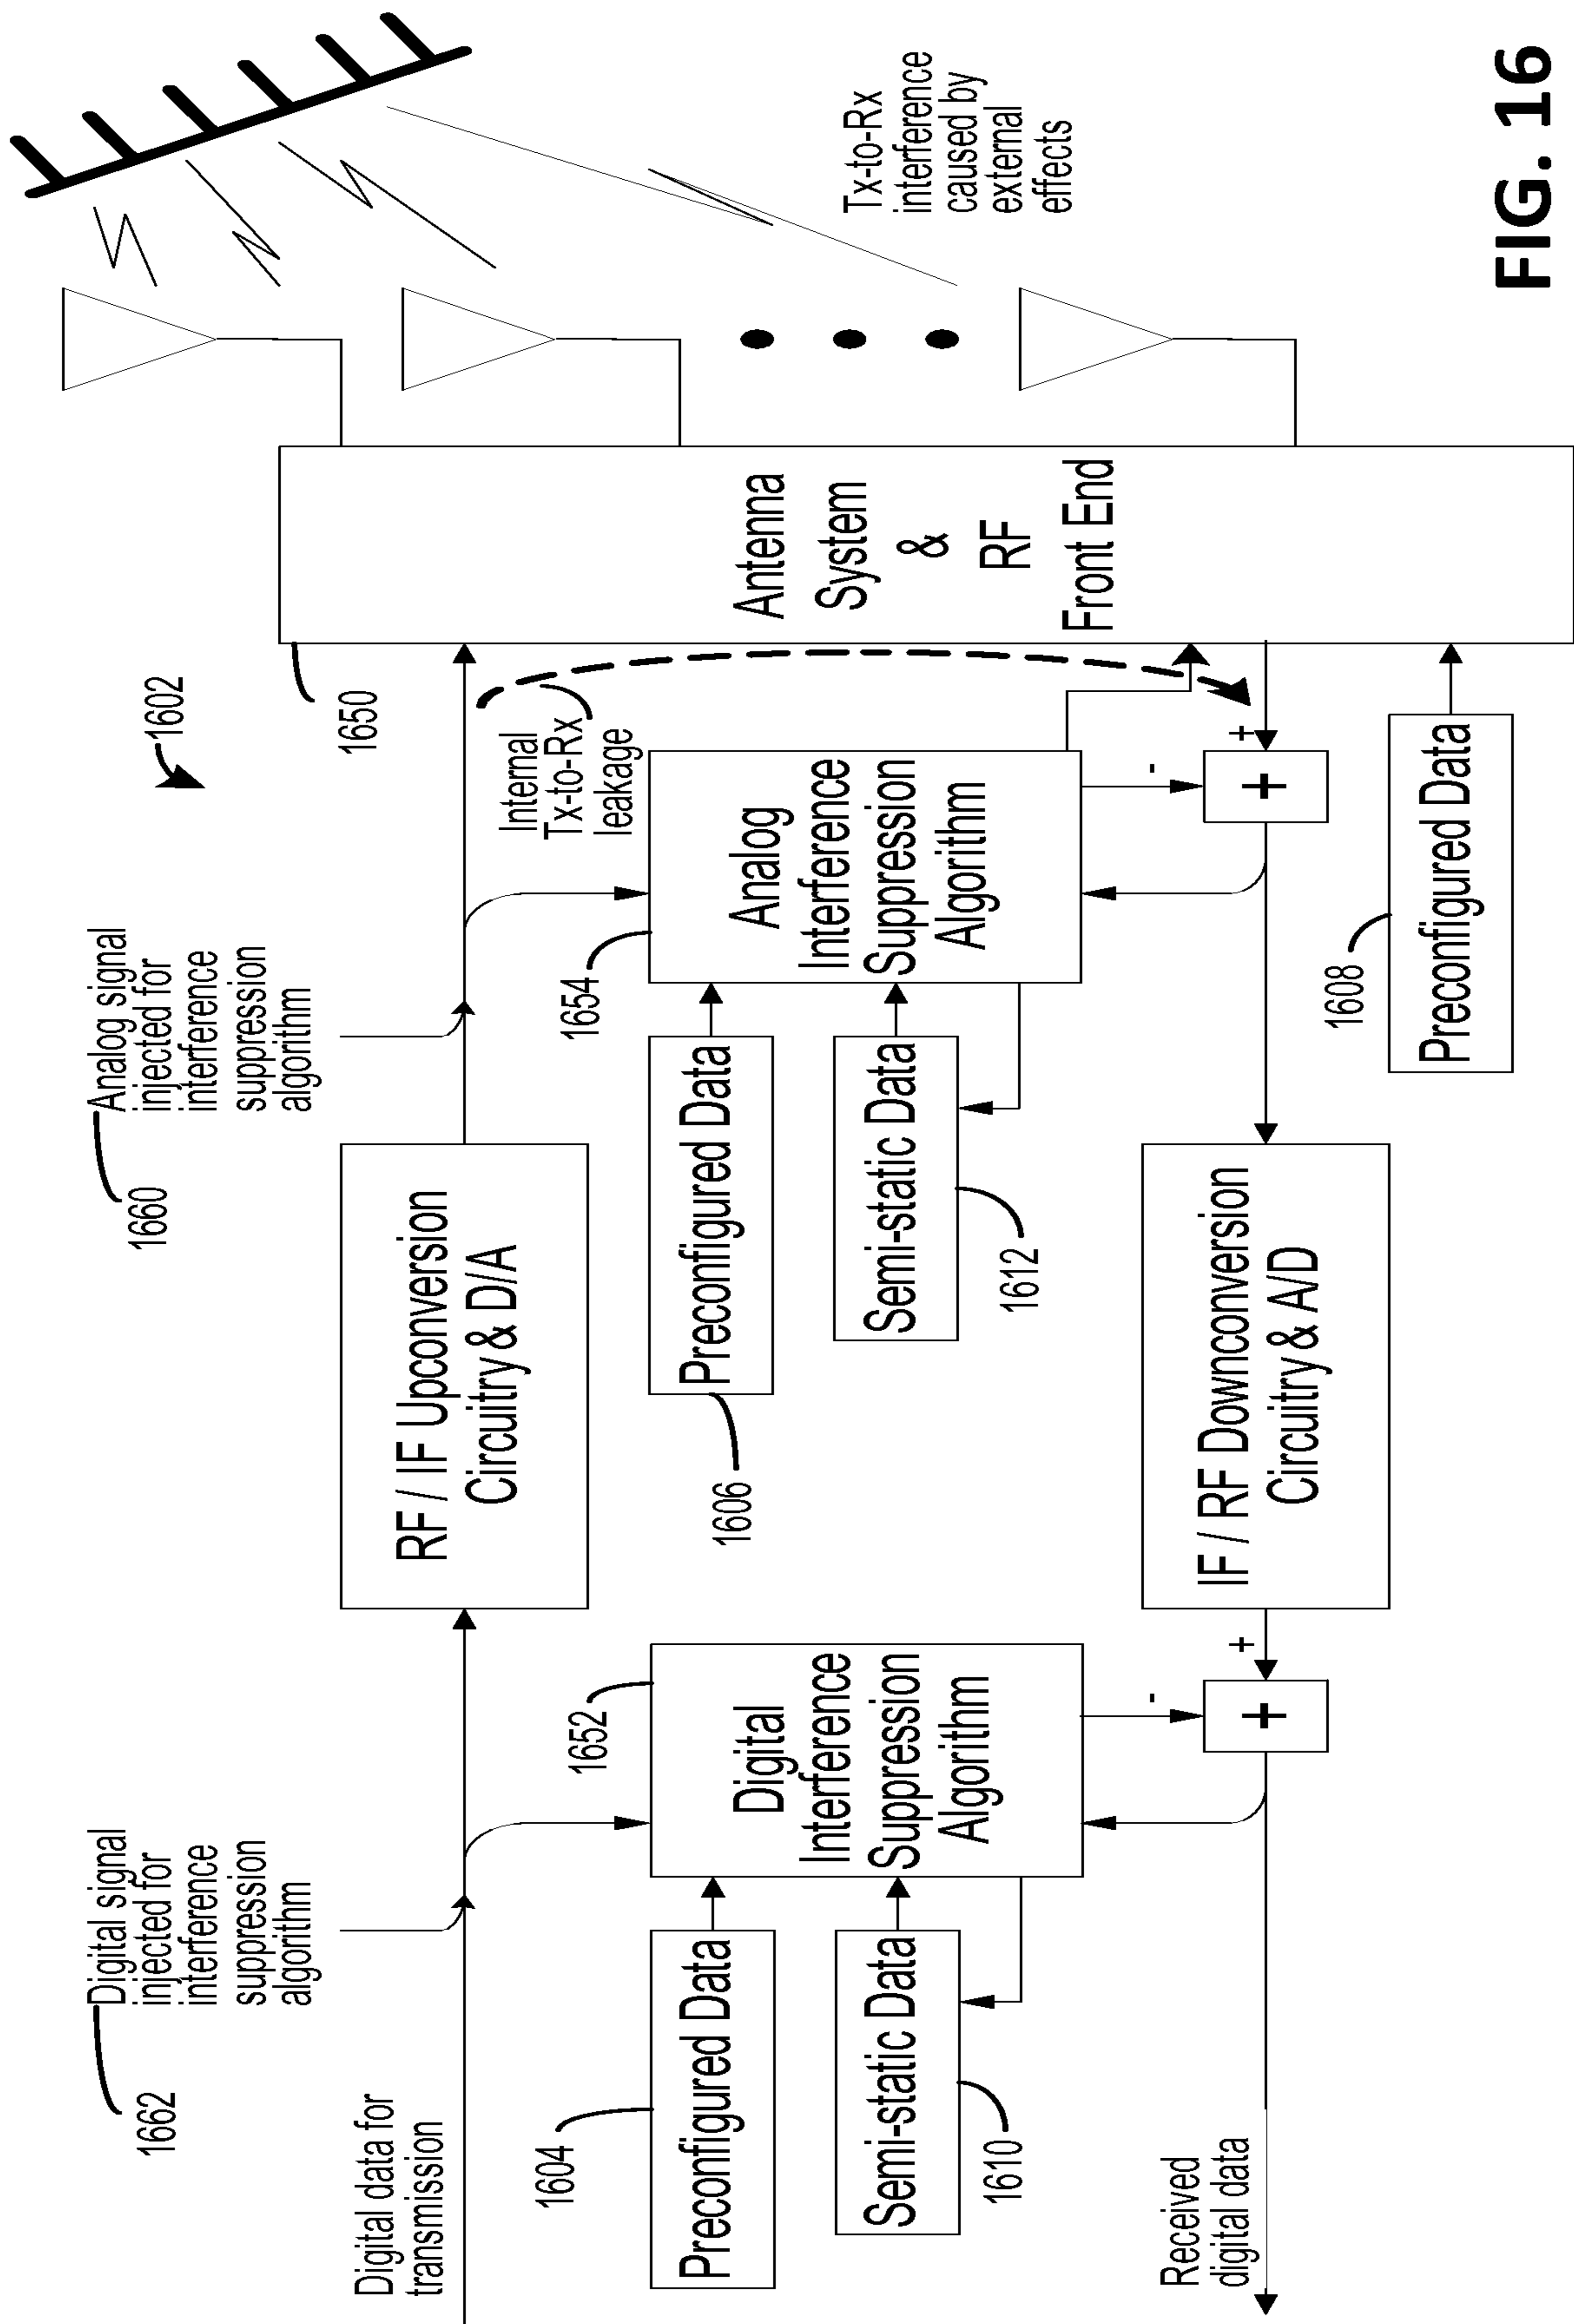 1662
Digital signal
injected for
interference
suppression
algorithm
1660
Analog signal
injected for
interference
suppression
algorithm
1602
Digital data for
transmission
RF / IF Upconversion
Circuitry & D/A
1650
Internal
Tx-to-Rx
leakage
1604
Preconfigured Data
1652
Digital
Interference
Suppression
Algorithm
Semi-static Data
1610
1606
Preconfigured Data
1654
Analog
Interference
Suppression
Algorithm
Semi-static Data
1612
Antenna
System
&
RF
Front End
Tx-to-Rx
interference
caused by
external
effects
-
+
+
-
+
+
Received
digital data
IF / RF Downconversion
Circuitry & A/D
1608
Preconfigured Data
FIG. 16